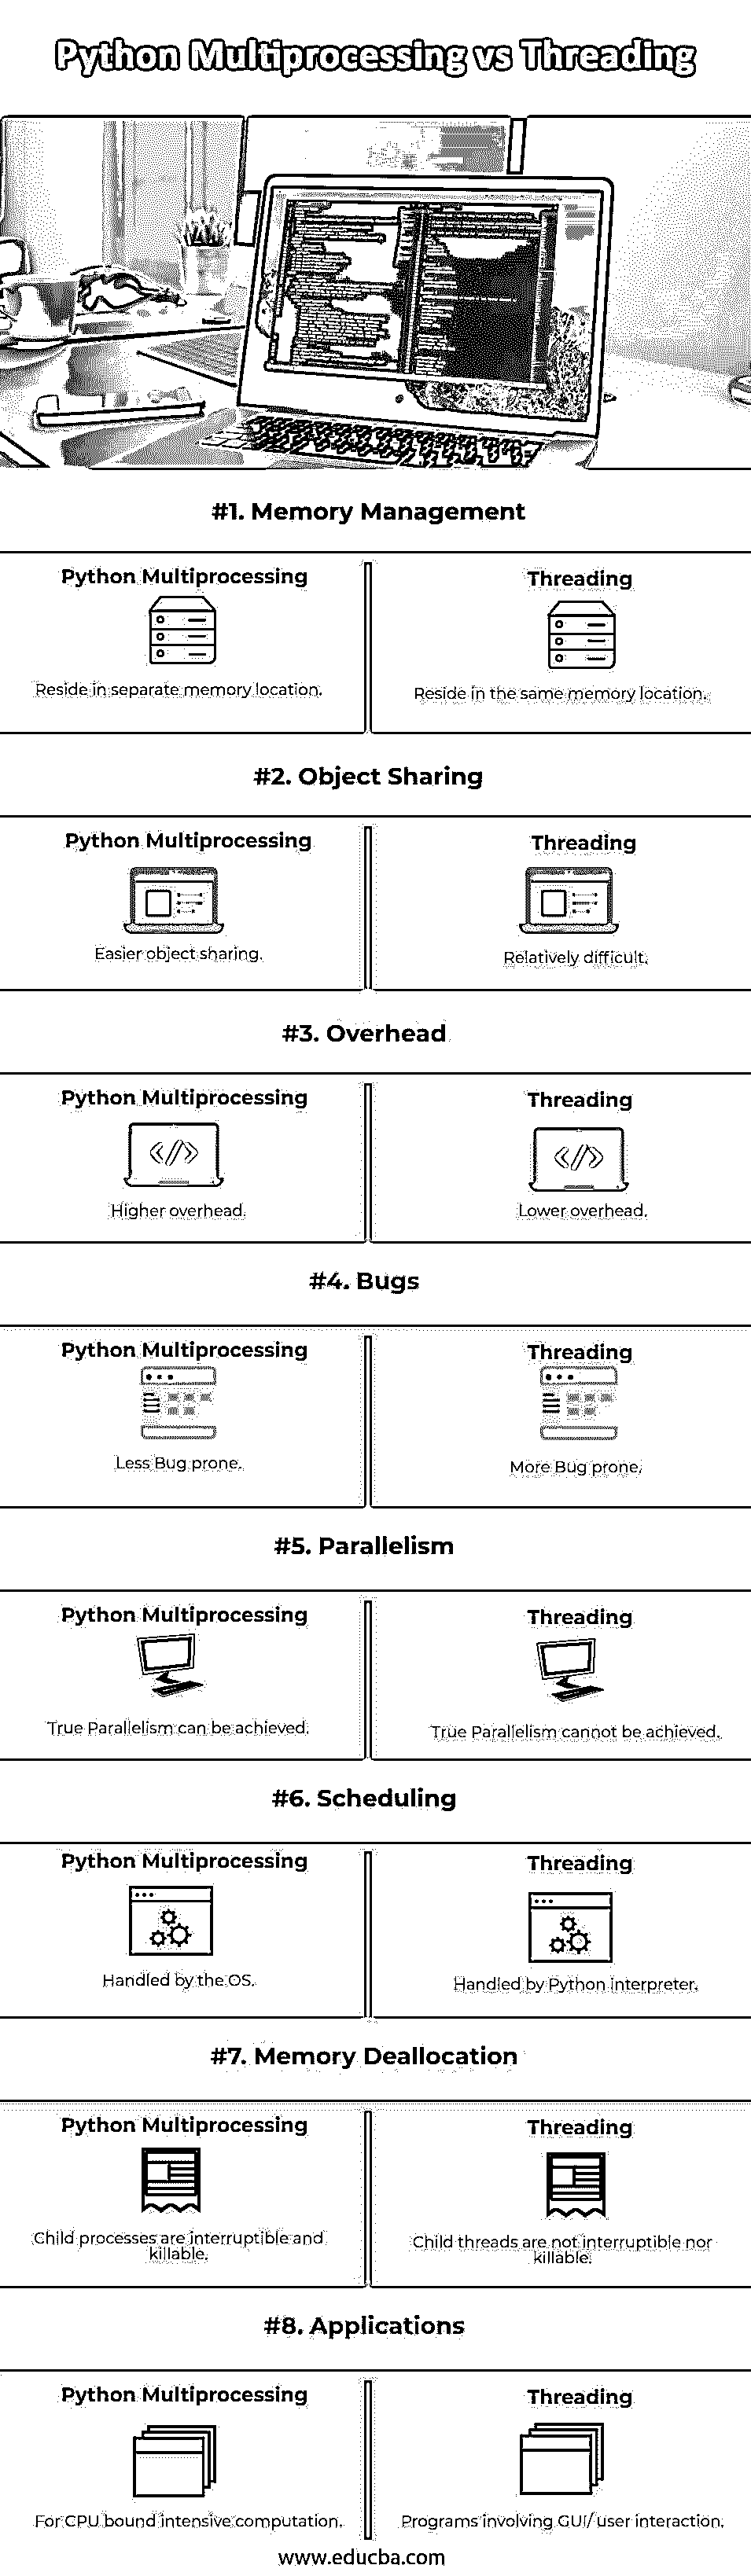 Python Multiprocessing vs Threading
#1. Memory Management
Python Multiprocessing
Threading
Reside in separate memory location.
Reside in the same memory location.
#2. Object Sharing
Python Multiprocessing
Threading
Easier object sharing.
Relatively difficult.
#3. Overhead
Python Multiprocessing
Threading
Higher overhead.
Lower overhead.
#4. Bugs
Python Multiprocessing
Threading
Less Bug prone.
More Bug prone.
#5. Parallelism
Python Multiprocessing
Threading
True Parallelism can be achieved.
True Parallelism cannot be achieved.
#6. Scheduling
Python Multiprocessing
Threading
Handled by the OS.
Handled by Python interpreter.
#7. Memory Deallocation
Python Multiprocessing
Threading
Child processes are interruptible and
killable.
Child threads are not interruptible nor
killable.
#8. Applications
Python Multiprocessing
Threading
For CPU bound intensive computation.
Programs involving GUI/ user interaction.
www.educba.com